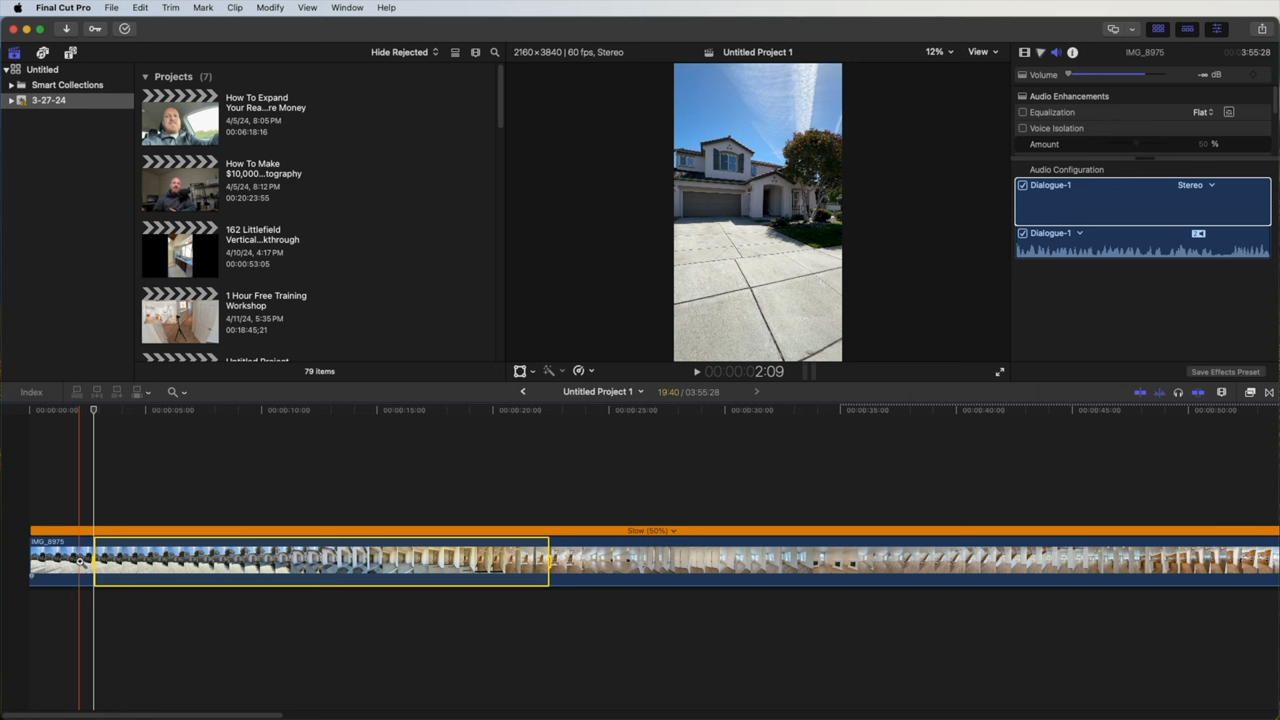 Final Cut Pro File Edit Trim Mark Clip Modify View Window Help
Hide Rejected
2160×3840 | 60 fps, Stereo
Untitled Project 1
12%
View
IMG_8975
3:55:28
Untitled
Smart Collections
3-27-24
Projects (7)
How To Expand
Your Rea...re Money
4/5/24, 8:05 PM
00:06:18:16
How To Make
$10,000...tography
4/5/24, 8:12 PM
00:20:23:55
162 Littlefield
Vertical...kthrough
4/10/24, 4:17 PM
00:00:53:05
1 Hour Free Training
Workshop
4/11/24, 5:35 PM
00:18:45;21
79 items
00:00:00:02:09
Volume
-∞ dB
Audio Enhancements
Equalization
Flat
Voice Isolation
Amount
50 %
Audio Configuration
Dialogue-1
Stereo
Dialogue-1
Save Effects Preset
Index
Untitled Project 1
19:40 / 03:55:28
00:00:00:00 00:00:05:00 00:00:10:00 00:00:15:00 00:00:20:00 00:00:25:00 00:00:30:00 00:00:35:00 00:00:40:00 00:00:45:00 00:00:50:00
Slow (50%)
IMG_8975